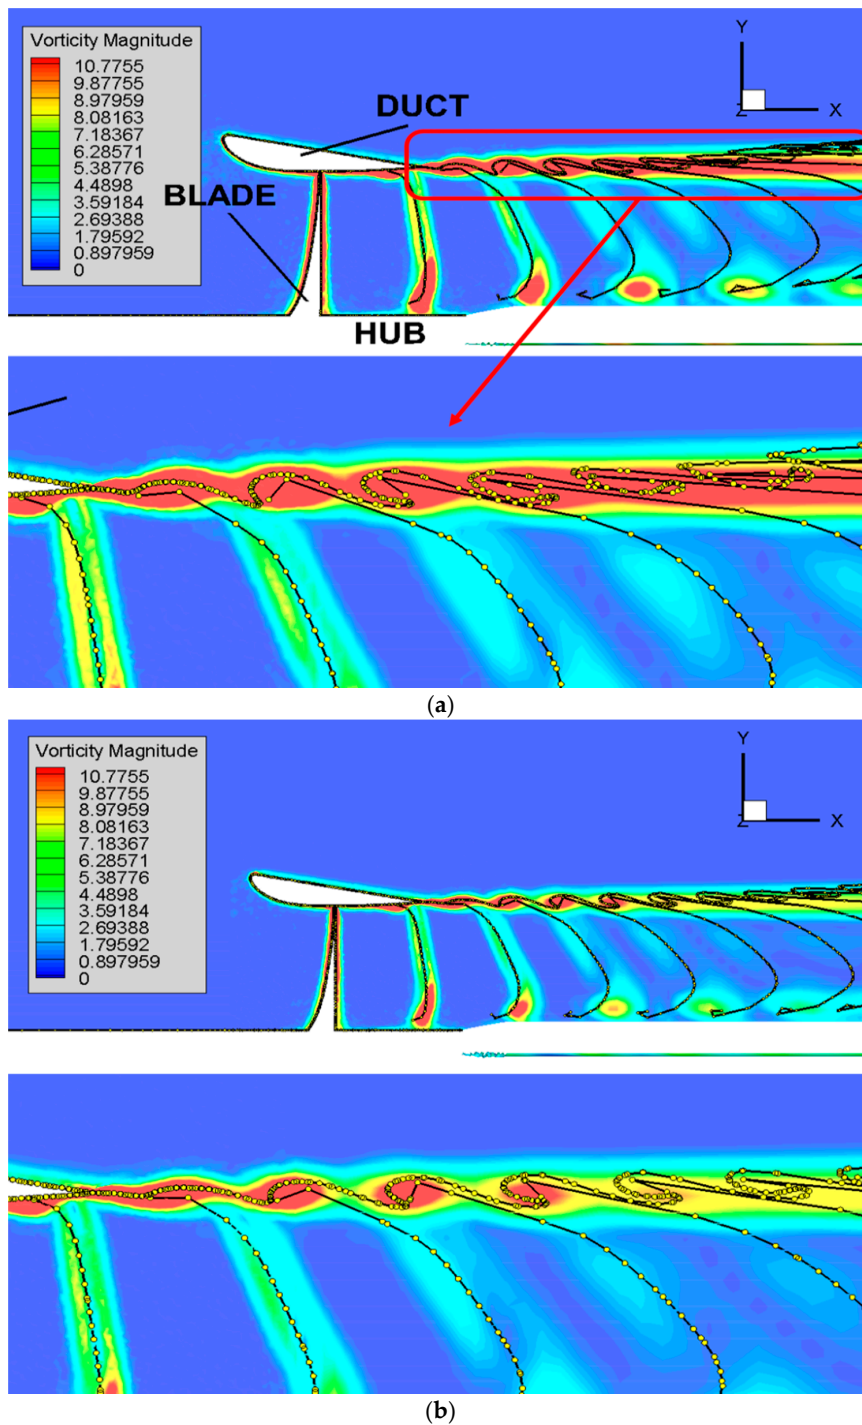 Vorticity Magnitude
10.7755
9.87755
8.97959
8.08163
7.18367
6.28571
5.38776
4.4898
3.59184
2.69388
1.79592
0.897959
0
Y
Z
X
DUCT
BLADE
HUB
(a)
Vorticity Magnitude
10.7755
9.87755
8.97959
8.08163
7.18367
6.28571
5.38776
4.4898
3.59184
2.69388
1.79592
0.897959
0
Y
Z
X
(b)